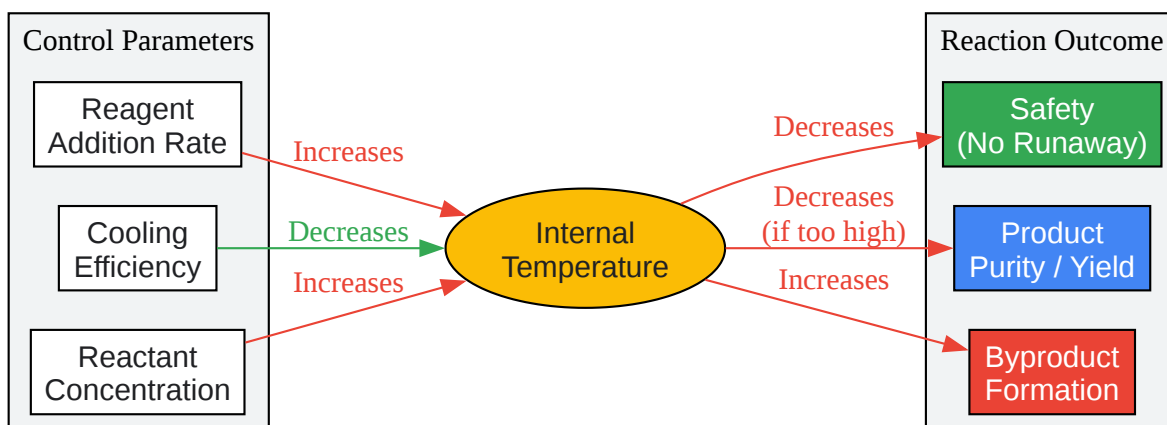 Control Parameters
Reagent
Addition Rate
Cooling
Efficiency
Reactant
Concentration
Increases
Decreases
Increases
Internal
Temperature
Decreases
Decreases
(if too high)
Increases
Reaction Outcome
Safety
(No Runaway)
Product
Purity / Yield
Byproduct
Formation